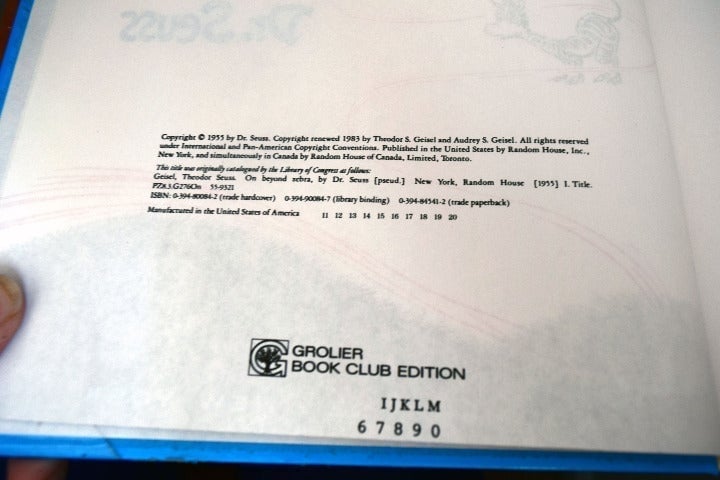 Dr. Seuss
Copyright © 1955 by Dr. Seuss. Copyright renewed 1983 by Theodor S. Geisel and Audrey S. Geisel. All rights reserved
under International and Pan-American Copyright Conventions. Published in the United States by Random House, Inc.,
New York, and simultaneously in Canada by Random House of Canada, Limited, Toronto.
This title was originally catalogued by the Library of Congress as follows:
Geisel, Theodor Seuss. On beyond zebra, by Dr. Seuss [pseud.] New York, Random House [1955] I. Title.
PZ8.3.G276On 55-9321
ISBN: 0-394-80084-2 (trade hardcover) 0-394-90084-7 (library binding) 0-394-84541-2 (trade paperback)
Manufactured in the United States of America 11 12 13 14 15 16 17 18 19 20
GROLIER
BOOK CLUB EDITION
IJKLM
6 7 8 9 0